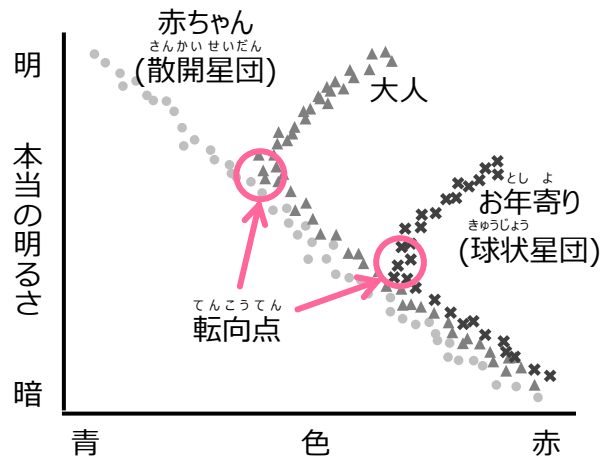 赤ちゃん
さんかい せいだん
(散開星団)
大人
明
本当の明るさ
暗
とし よ
お年寄り
きゅうじょう
(球状星団)
てんこうてん
転向点
青
色
赤